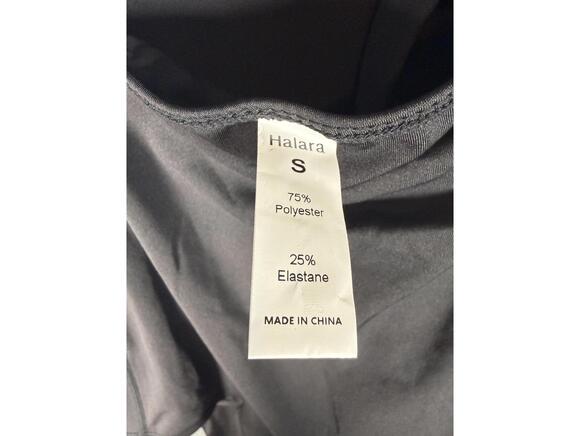 Halara
S
75%
Polyester
25%
Elastane
MADE IN CHINA